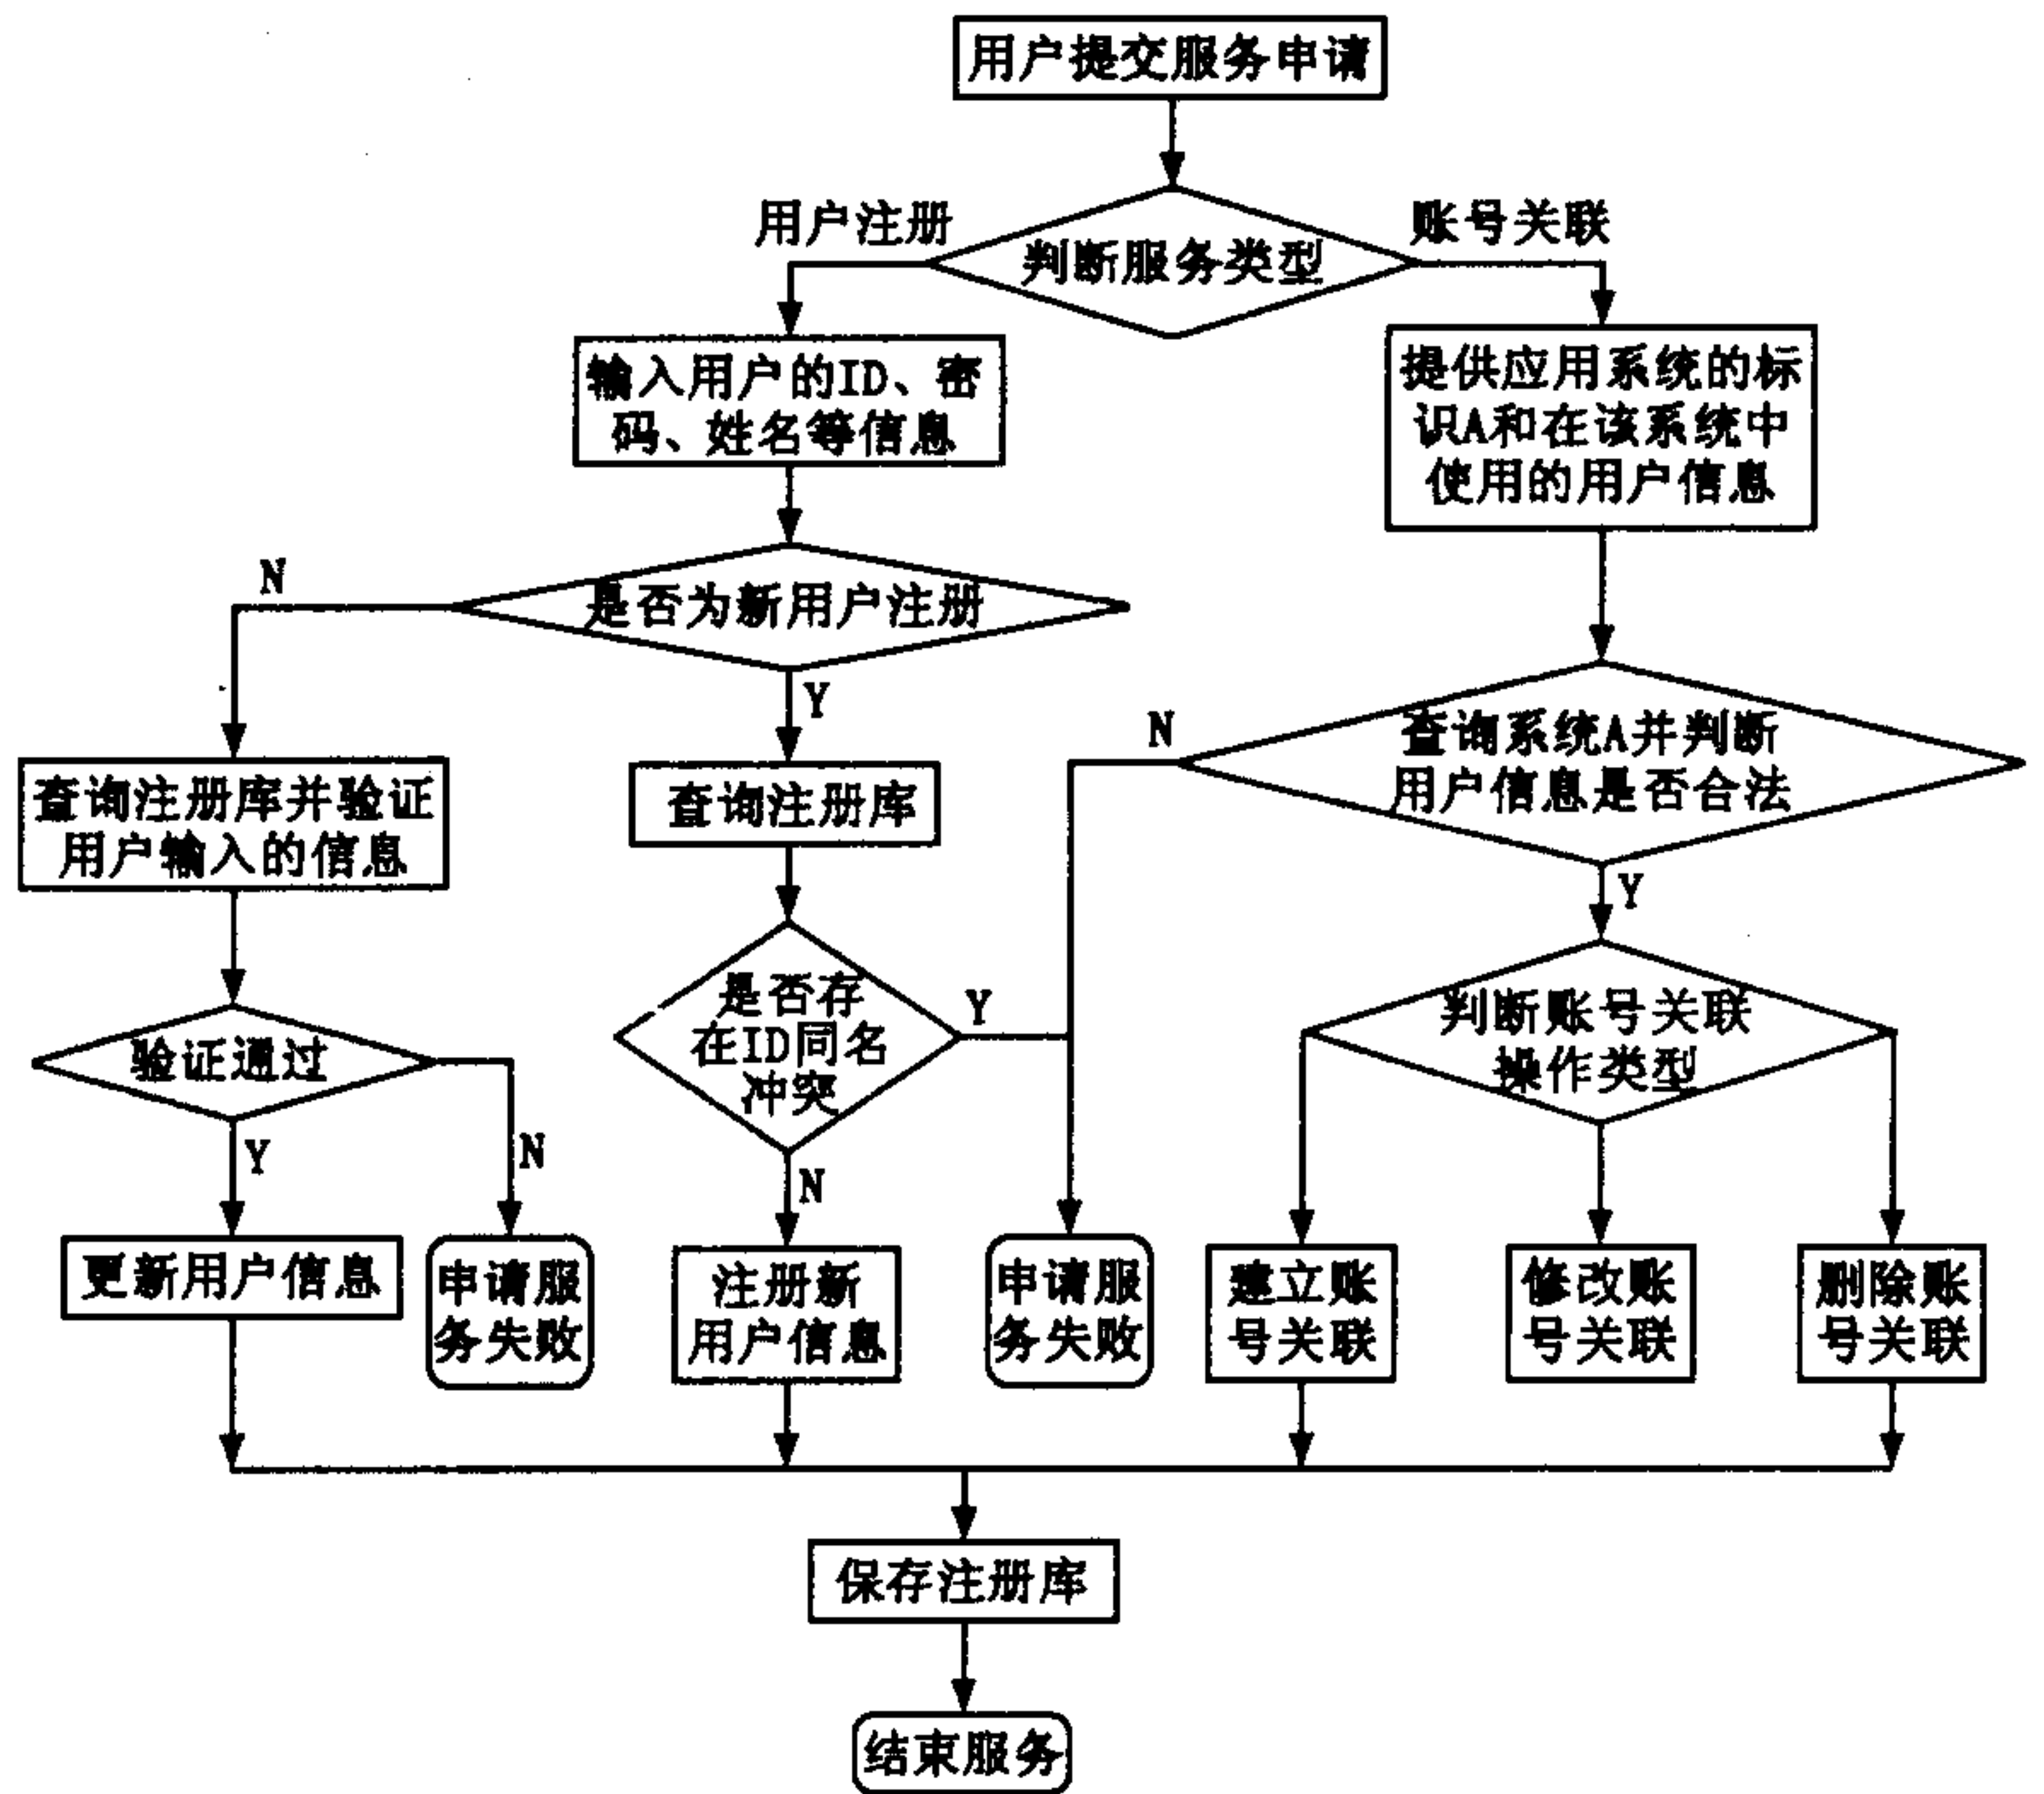 用户提交服务申请
用户注册
账号关联
判断服务类型
输入用户的ID、密
码、姓名等信息
提供应用系统的标
识A和在该系统中
使用的用户信息
N
是否为新用户注册
Y
N
查询系统A并判断
用户信息是否合法
查询注册库并验证
用户输入的信息
查询注册库
Y
是否存
在ID同名
冲突
Y
判断账号关联
操作类型
验证通过
Y
N
N
更新用户信息
申请服
务失败
注册新
用户信息
申请服
务失败
建立账
号关联
修改账
号关联
删除账
号关联
保存注册库
结束服务